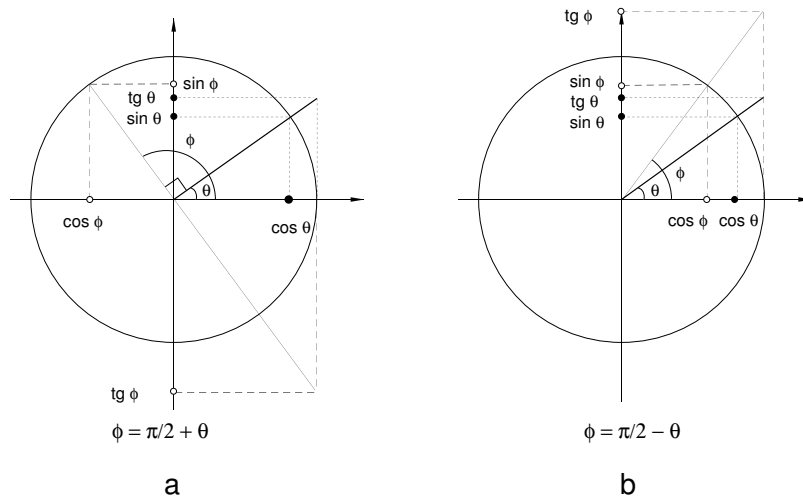 sin ϕ
tg θ
sin θ
ϕ
θ
cos ϕ
cos θ
tg ϕ
ϕ = π/2 + θ
a
tg ϕ
sin ϕ
tg θ
sin θ
ϕ
θ
cos ϕ
cos θ
ϕ = π/2 − θ
b